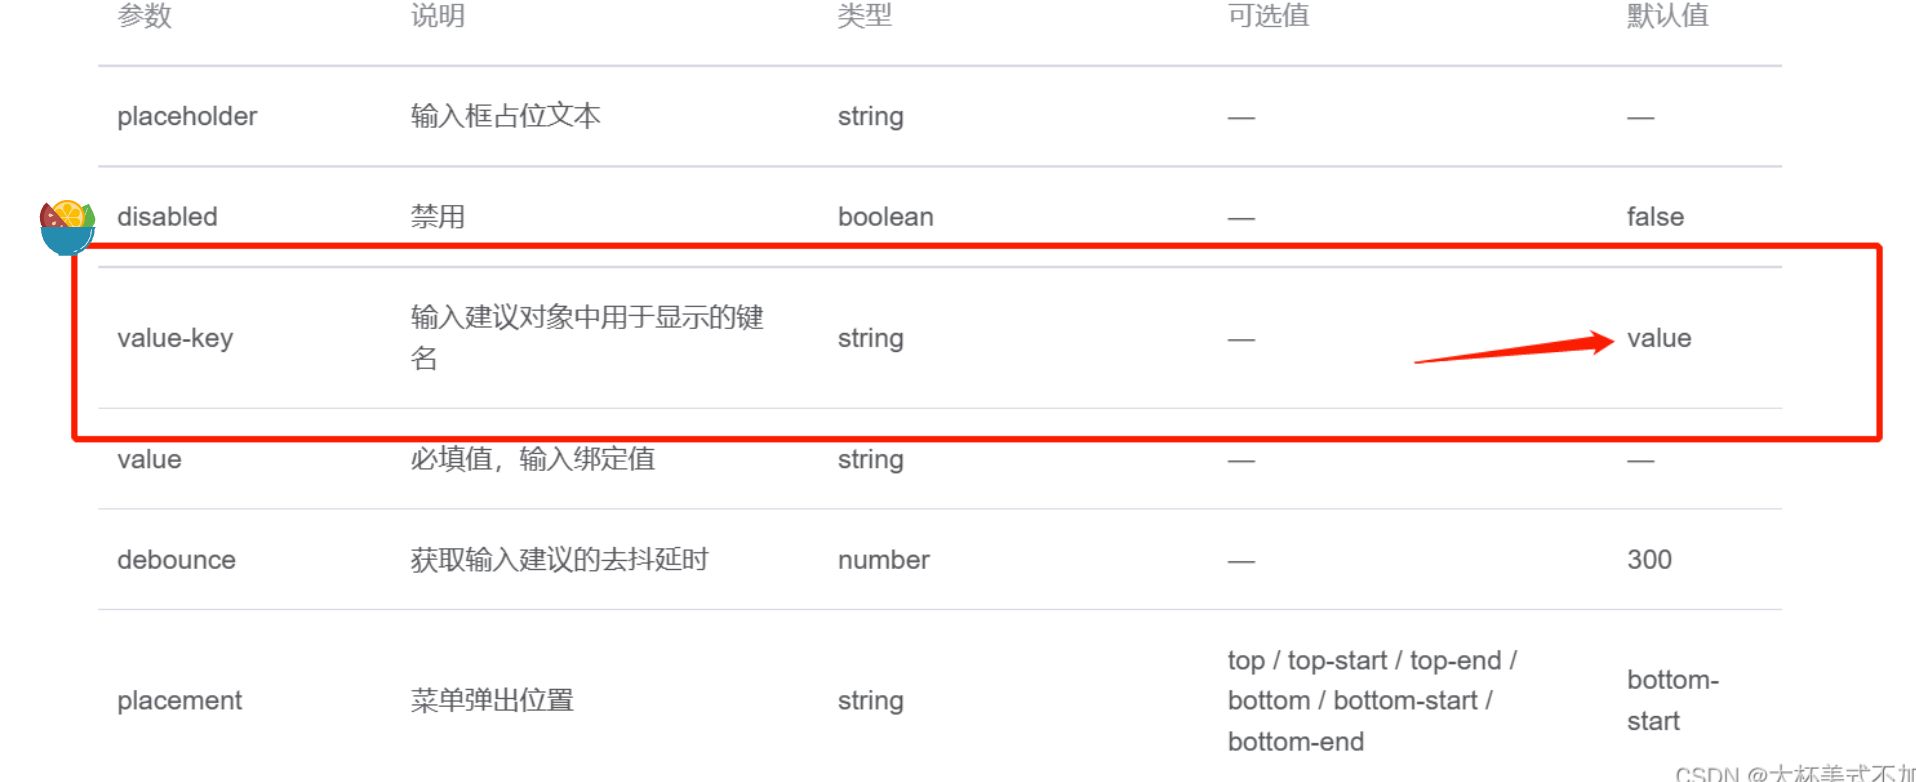 参数 说明 类型 可选值 默认值
placeholder 输入框占位文本 string — —
disabled 禁用 boolean — false
输入建议对象中用于显示的键
value-key string — value
名
value 必填值，输入绑定值 string — —
debounce 获取输入建议的去抖延时 number — 300
top / top-start / top-end /
bottom-
placement 菜单弹出位置 string bottom / bottom-start /
start
bottom-end
CSDN @大杯美式不加